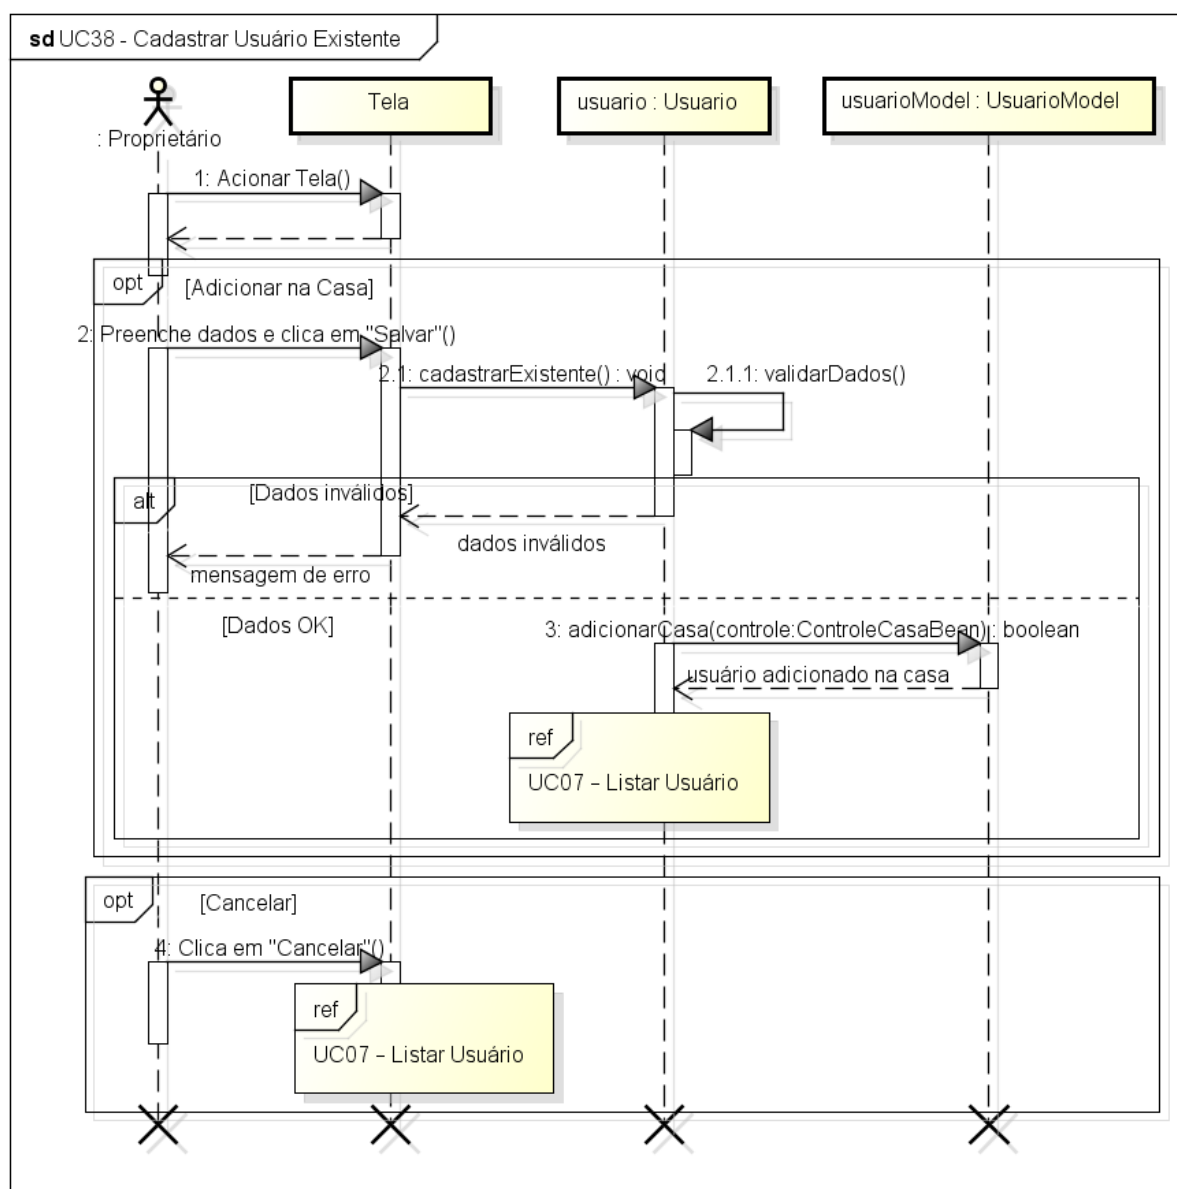 sd UC38 - Cadastrar Usuário Existente
: Proprietário
Tela
usuario : Usuario
usuarioModel : UsuarioModel
1: Acionar Tela()
opt
[Adicionar na Casa]
2: Preenche dados e clica em "Salvar"()
2.1: cadastrarExistente() : void
2.1.1: validarDados()
alt
[Dados inválidos]
dados inválidos
mensagem de erro
[Dados OK]
3: adicionarCasa(controle:ControleCasaBean) : boolean
usuário adicionado na casa
ref
UC07 – Listar Usuário
opt
[Cancelar]
4: Clica em "Cancelar"()
ref
UC07 – Listar Usuário